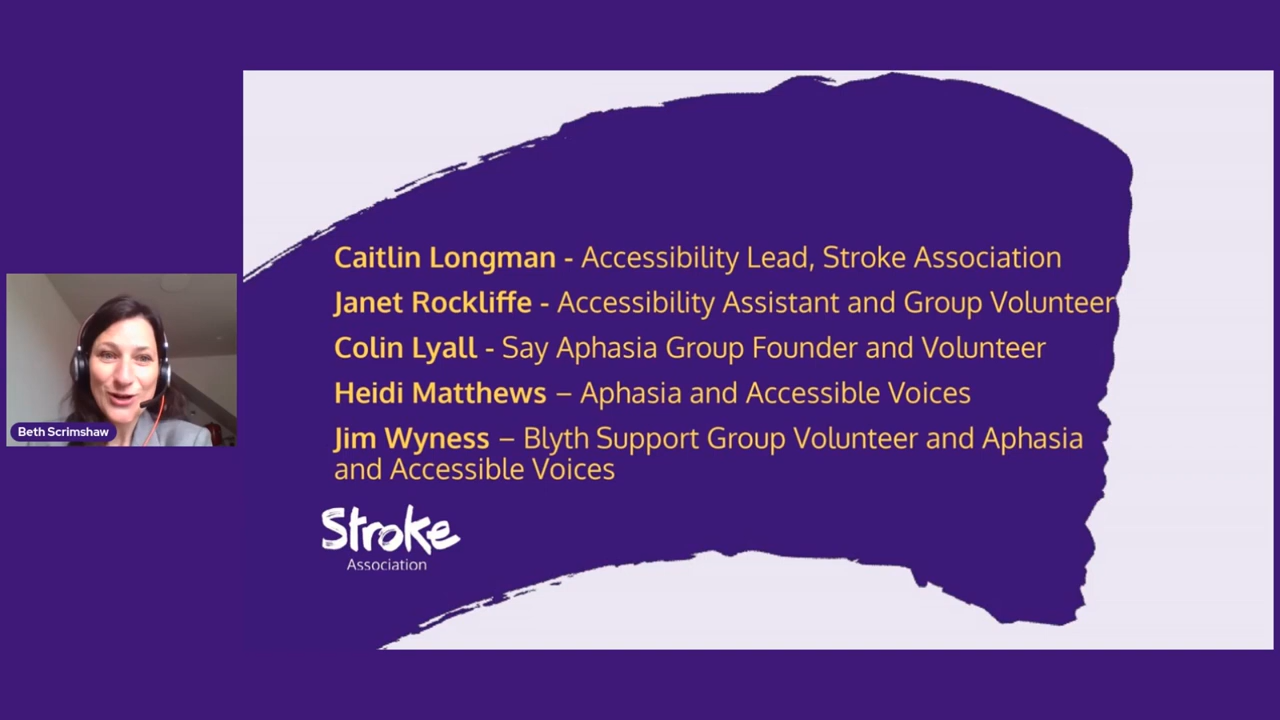 Caitlin Longman - Accessibility Lead, Stroke Association
Janet Rockliffe - Accessibility Assistant and Group Volunteer
Colin Lyall - Say Aphasia Group Founder and Volunteer
Heidi Matthews – Aphasia and Accessible Voices
Jim Wyness – Blyth Support Group Volunteer and Aphasia
and Accessible Voices
Beth Scrimshaw
Stroke
Association